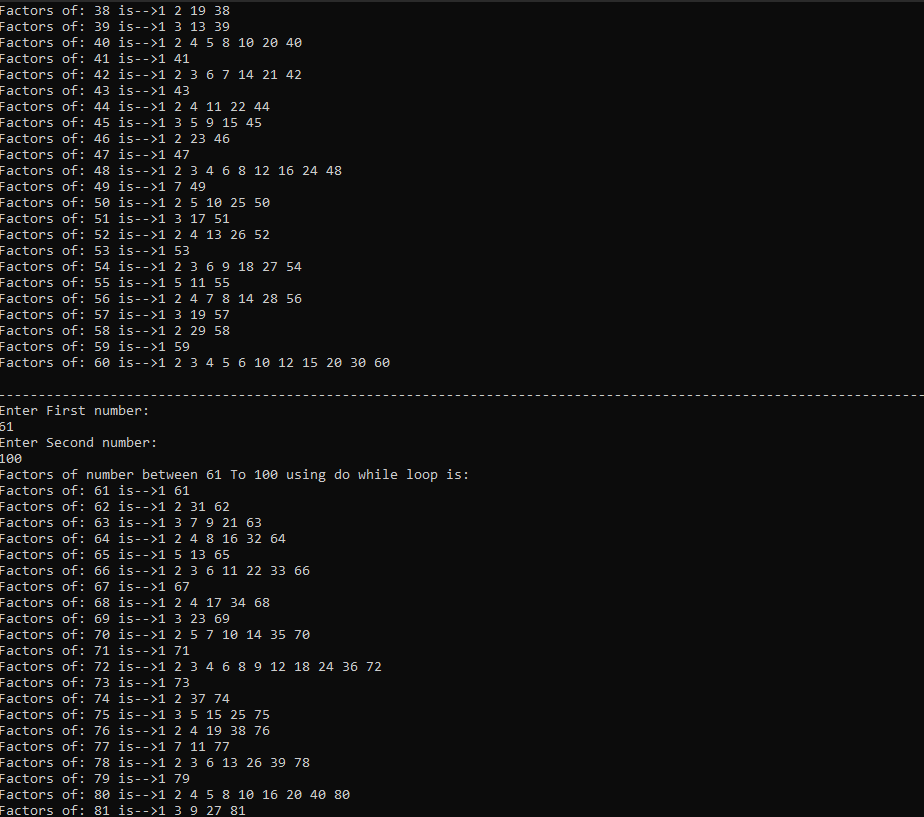 Factors of: 38 is-->1 2 19 38
Factors of: 39 is-->1 3 13 39
Factors of: 40 is-->1 2 4 5 8 10 20 40
Factors of: 41 is-->1 41
Factors of: 42 is-->1 2 3 6 7 14 21 42
Factors of: 43 is-->1 43
Factors of: 44 is-->1 2 4 11 22 44
Factors of: 45 is-->1 3 5 9 15 45
Factors of: 46 is-->1 2 23 46
Factors of: 47 is-->1 47
Factors of: 48 is-->1 2 3 4 6 8 12 16 24 48
Factors of: 49 is-->1 7 49
Factors of: 50 is-->1 2 5 10 25 50
Factors of: 51 is-->1 3 17 51
Factors of: 52 is-->1 2 4 13 26 52
Factors of: 53 is-->1 53
Factors of: 54 is-->1 2 3 6 9 18 27 54
Factors of: 55 is-->1 5 11 55
Factors of: 56 is-->1 2 4 7 8 14 28 56
Factors of: 57 is-->1 3 19 57
Factors of: 58 is-->1 2 29 58
Factors of: 59 is-->1 59
Factors of: 60 is-->1 2 3 4 5 6 10 12 15 20 30 60
--------------------------------------------------------------------------------------------------------------------
Enter First number:
61
Enter Second number:
100
Factors of number between 61 To 100 using do while loop is:
Factors of: 61 is-->1 61
Factors of: 62 is-->1 2 31 62
Factors of: 63 is-->1 3 7 9 21 63
Factors of: 64 is-->1 2 4 8 16 32 64
Factors of: 65 is-->1 5 13 65
Factors of: 66 is-->1 2 3 6 11 22 33 66
Factors of: 67 is-->1 67
Factors of: 68 is-->1 2 4 17 34 68
Factors of: 69 is-->1 3 23 69
Factors of: 70 is-->1 2 5 7 10 14 35 70
Factors of: 71 is-->1 71
Factors of: 72 is-->1 2 3 4 6 8 9 12 18 24 36 72
Factors of: 73 is-->1 73
Factors of: 74 is-->1 2 37 74
Factors of: 75 is-->1 3 5 15 25 75
Factors of: 76 is-->1 2 4 19 38 76
Factors of: 77 is-->1 7 11 77
Factors of: 78 is-->1 2 3 6 13 26 39 78
Factors of: 79 is-->1 79
Factors of: 80 is-->1 2 4 5 8 10 16 20 40 80
Factors of: 81 is-->1 3 9 27 81